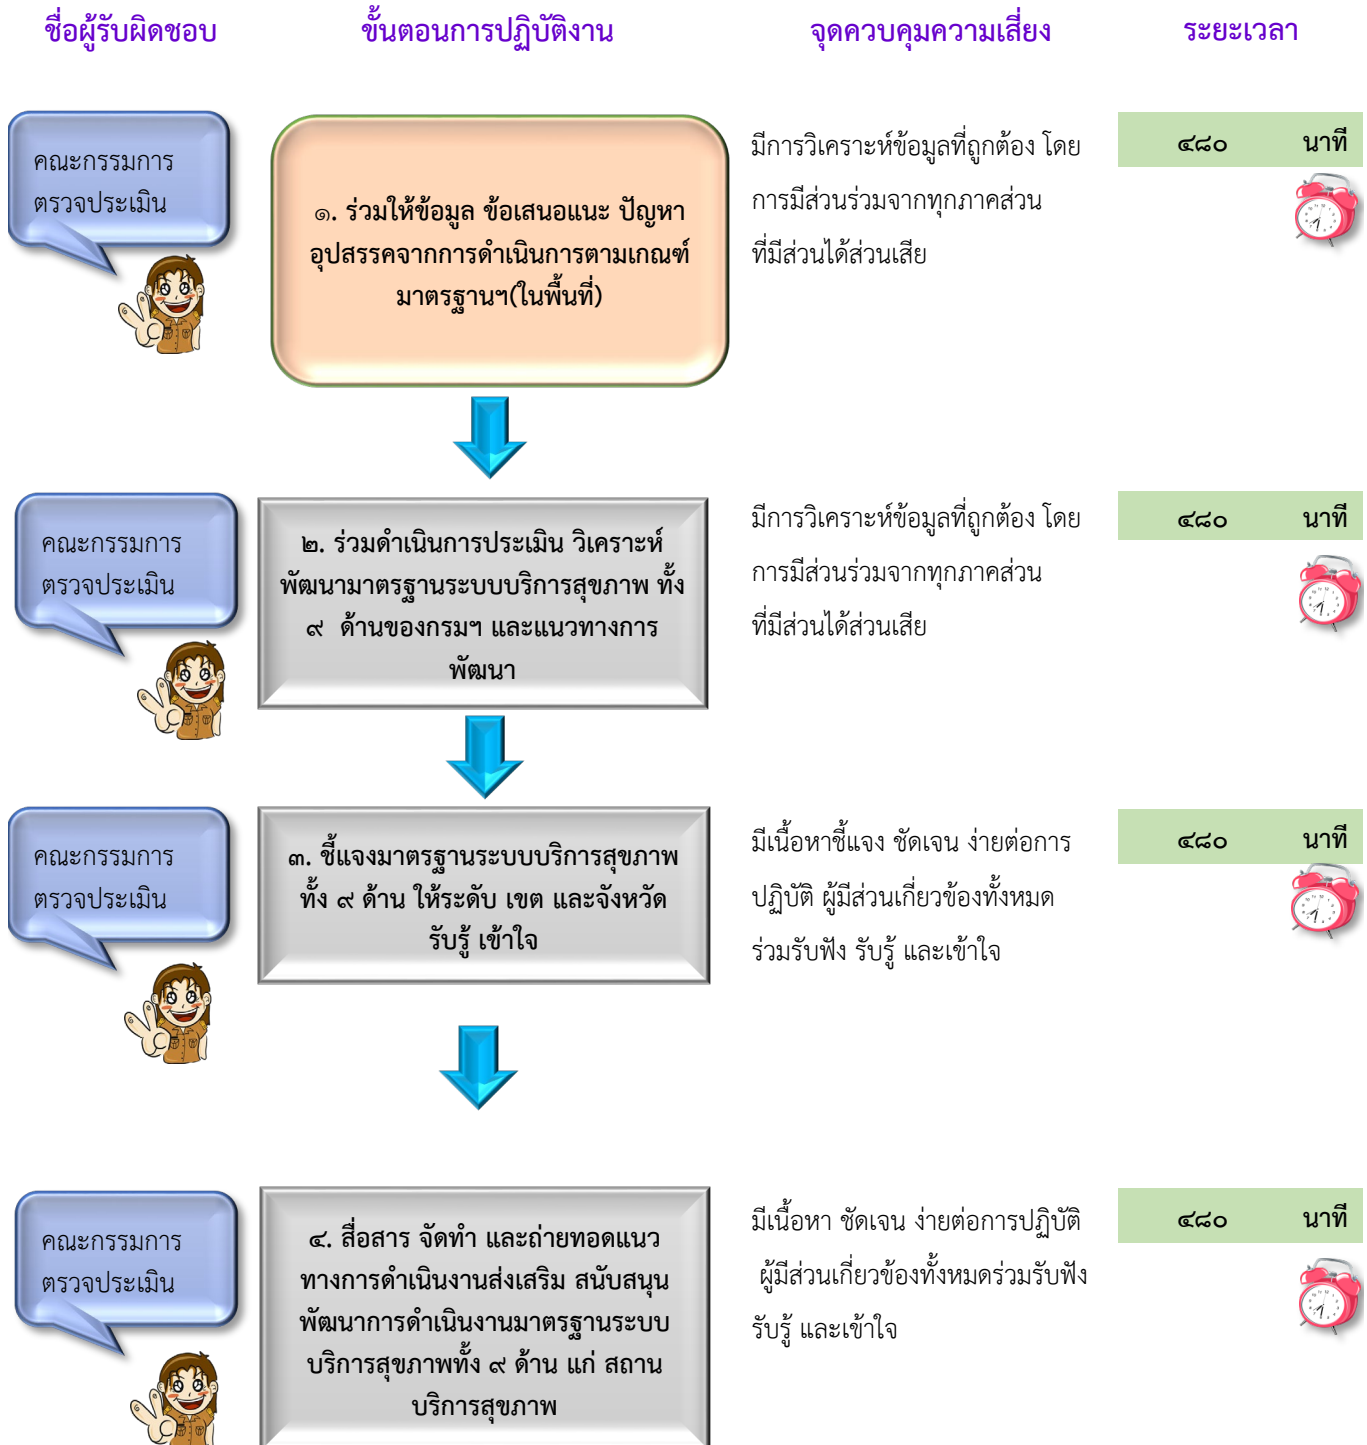 ชื่อผู้รับผิดชอบ ขั้นตอนการปฏิบัติงาน จุดควบคุมความเสี่ยง ระยะเวลา
คณะกรรมการ
ตรวจประเมิน
๑. ร่วมให้ข้อมูล ข้อเสนอแนะ ปัญหา
อุปสรรคจากการดำเนินการตามเกณฑ์
มาตรฐานฯ(ในพื้นที่)
มีการวิเคราะห์ข้อมูลที่ถูกต้อง โดย
การมีส่วนร่วมจากทุกภาคส่วน
ที่มีส่วนได้ส่วนเสีย
๔๘๐ นาที
คณะกรรมการ
ตรวจประเมิน
๒. ร่วมดำเนินการประเมิน วิเคราะห์
พัฒนามาตรฐานระบบบริการสุขภาพ ทั้ง
๙ ด้านของกรมฯ และแนวทางการ
พัฒนา
มีการวิเคราะห์ข้อมูลที่ถูกต้อง โดย
การมีส่วนร่วมจากทุกภาคส่วน
ที่มีส่วนได้ส่วนเสีย
๔๘๐ นาที
คณะกรรมการ
ตรวจประเมิน
๓. ชี้แจงมาตรฐานระบบบริการสุขภาพ
ทั้ง ๙ ด้าน ให้ระดับ เขต และจังหวัด
รับรู้ เข้าใจ
มีเนื้อหาชี้แจง ชัดเจน ง่ายต่อการ
ปฏิบัติ ผู้มีส่วนเกี่ยวข้องทั้งหมด
ร่วมรับฟัง รับรู้ และเข้าใจ
๔๘๐ นาที
คณะกรรมการ
ตรวจประเมิน
๔. สื่อสาร จัดทำ และถ่ายทอดแนว
ทางการดำเนินงานส่งเสริม สนับสนุน
พัฒนาการดำเนินงานมาตรฐานระบบ
บริการสุขภาพทั้ง ๙ ด้าน แก่ สถาน
บริการสุขภาพ
มีเนื้อหา ชัดเจน ง่ายต่อการปฏิบัติ
ผู้มีส่วนเกี่ยวข้องทั้งหมดร่วมรับฟัง
รับรู้ และเข้าใจ
๔๘๐ นาที